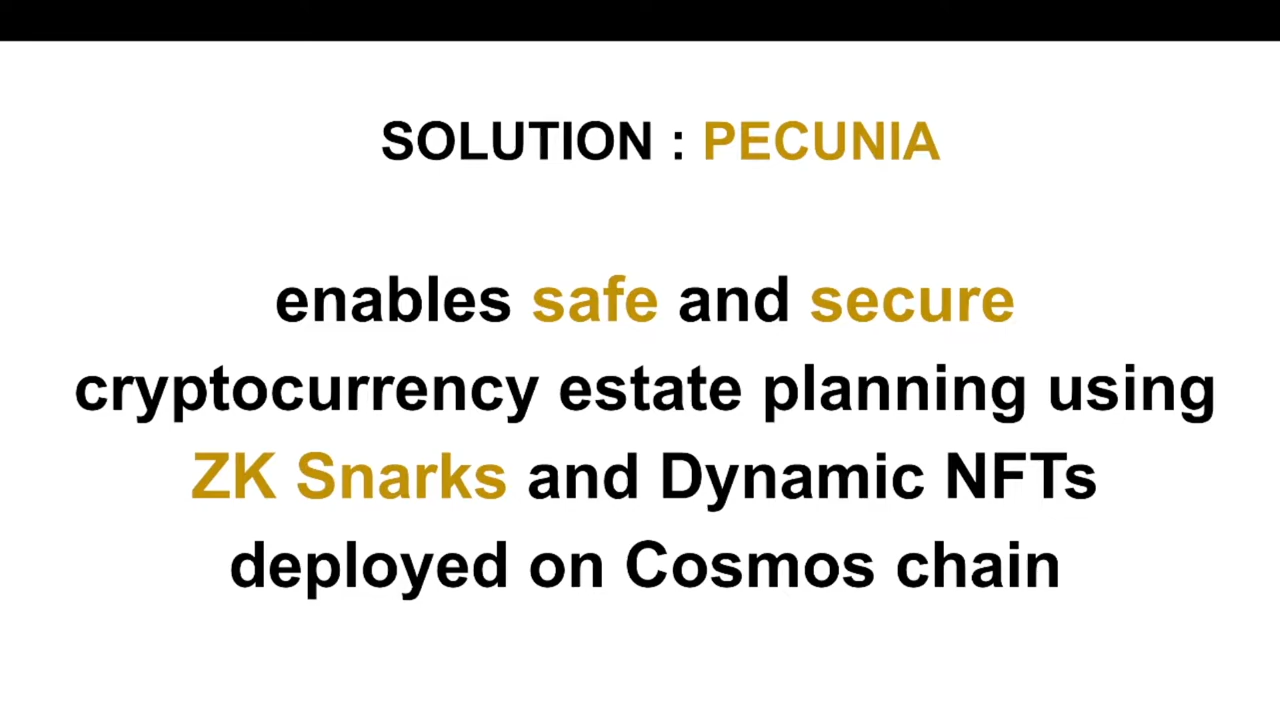 SOLUTION : PECUNIA
enables safe and secure
cryptocurrency estate planning using
ZK Snarks and Dynamic NFTs
deployed on Cosmos chain